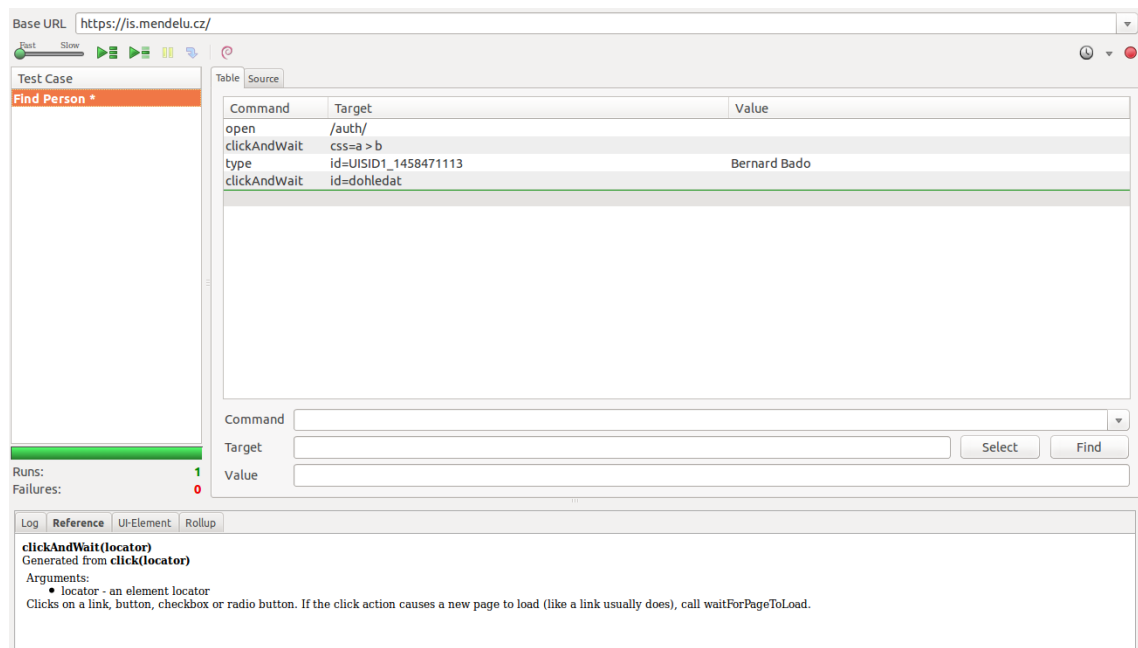 Base URL https://is.mendelu.cz/
Fast Slow
Test Case
Find Person *
Table Source
Command Target Value
open /auth/
clickAndWait css=a > b
type id=UISID1_1458471113 Bernard Bado
clickAndWait id=dohledat
Command
Target Select Find
Value
Runs: 1
Failures: 0
Log Reference UI-Element Rollup
clickAndWait(locator)
Generated from click(locator)
Arguments:
• locator - an element locator
Clicks on a link, button, checkbox or radio button. If the click action causes a new page to load (like a link usually does), call waitForPageToLoad.